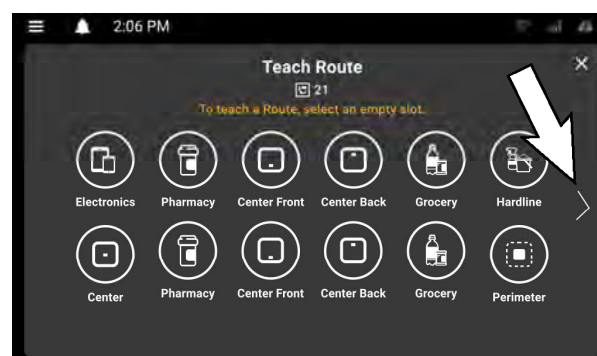 2:06 PM
Teach Route
21
To teach a Route, select an empty slot.
Electronics Pharmacy Center Front Center Back Grocery Hardline
Center Pharmacy Center Front Center Back Grocery Perimeter